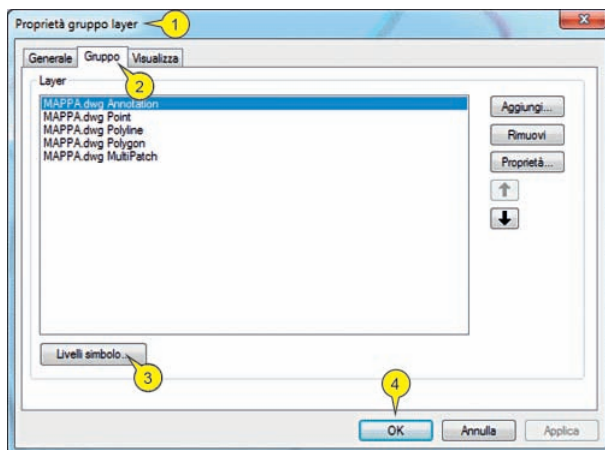 Proprietà gruppo layer
1
Generale Gruppo Visualizza
2
Layer
MAPPA.dwg Annotation
MAPPA.dwg Point
MAPPA.dwg Polyline
MAPPA.dwg Polygon
MAPPA.dwg MultiPatch
Aggiungi...
Rimuovi
Proprietà...
Livelli simbolo...
3
4
OK Annulla Applica